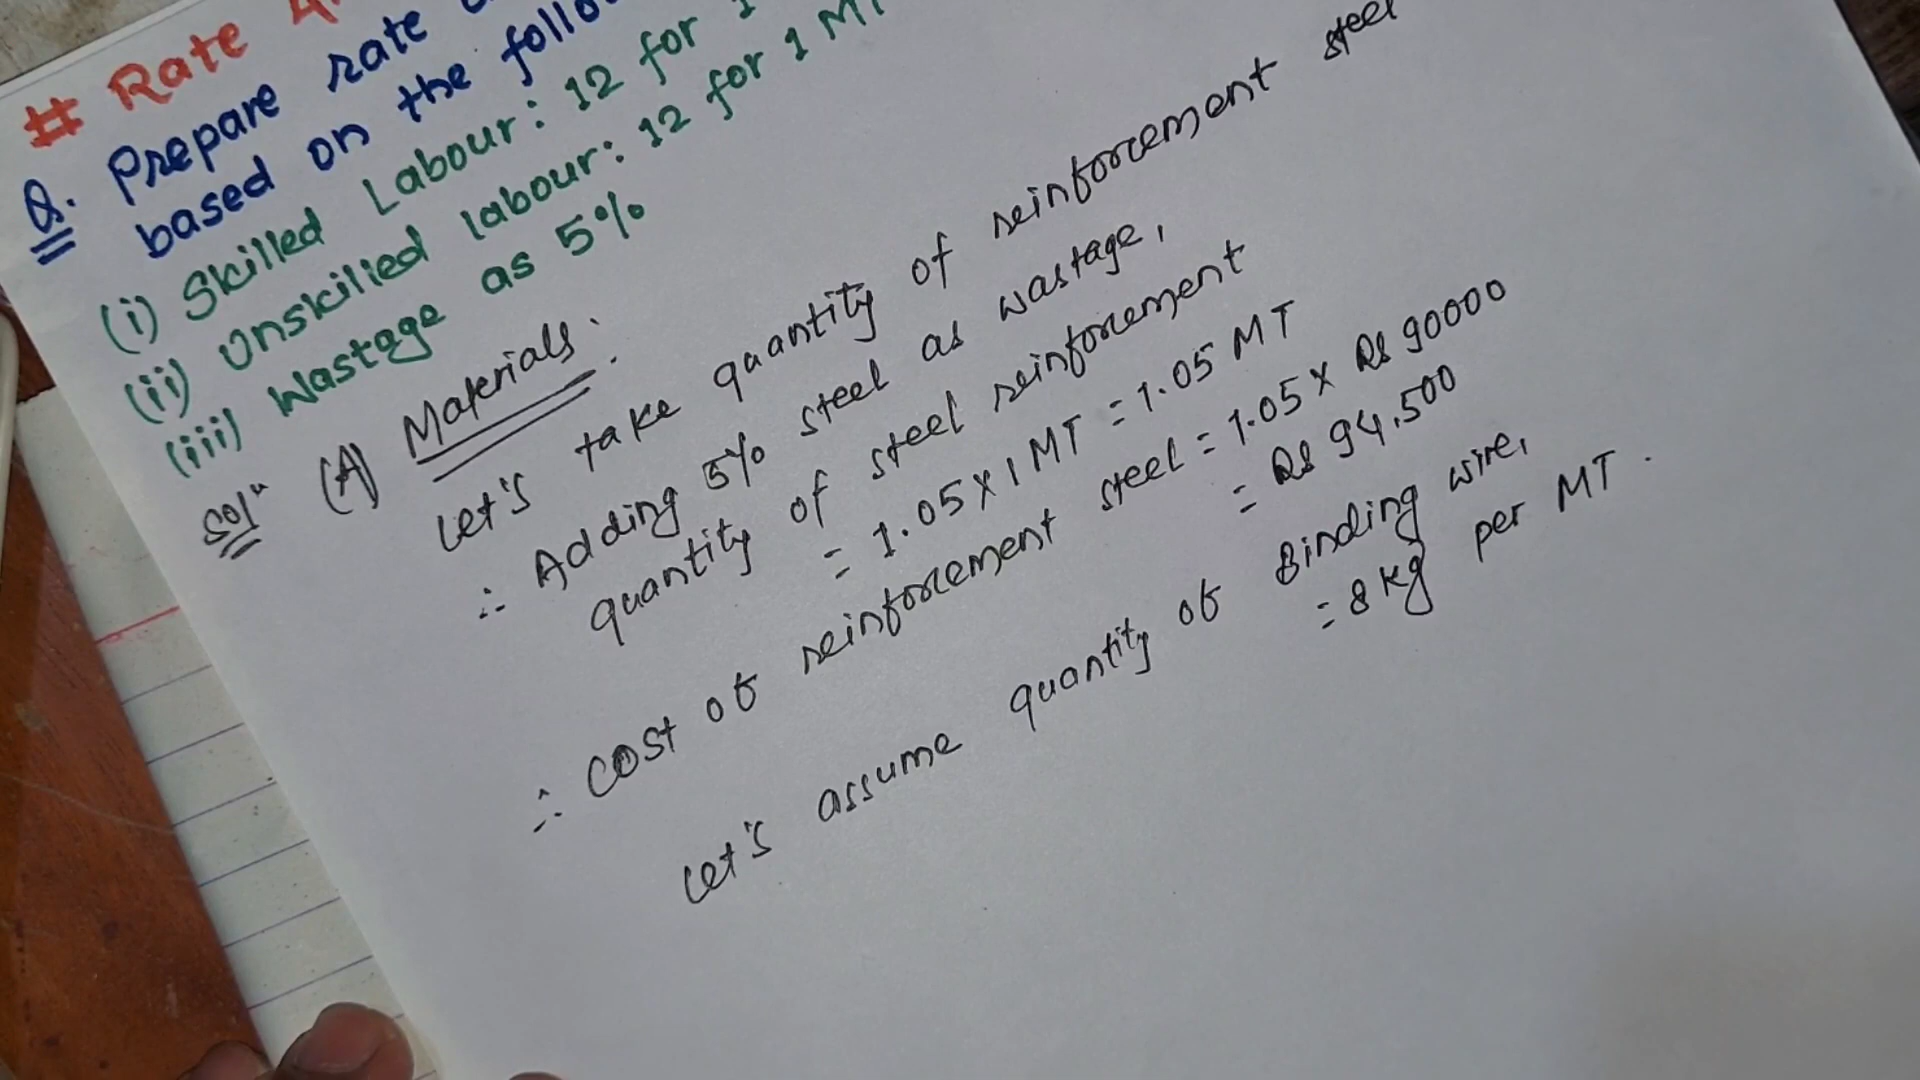 # Rate
Q. Prepare rate
based on the follo
(i) Skilled Labour: 12 for 1
(ii) Unskilled labour: 12 for 1 MT
(iii) Wastage as 5%
Solⁿ (A) Materials:
Let's take quantity of reinforcement steel
∴ Adding 5% steel as wastage,
quantity of steel reinforcement
= 1.05 X 1 MT = 1.05 MT
∴ cost of reinforcement steel = 1.05 X Rs 90000
= Rs 94,500
Let's assume quantity of Binding wire,
= 8 kg per MT.